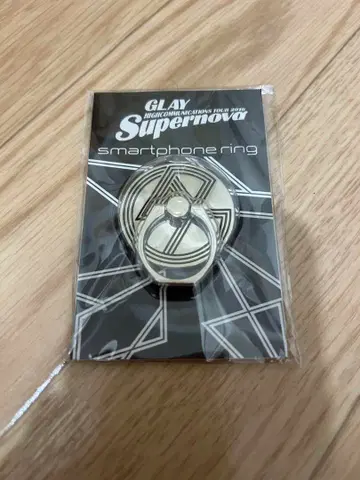 GLAY
HIGHCOMMUNICATIONS TOUR 2016
Supernova
smartphone ring